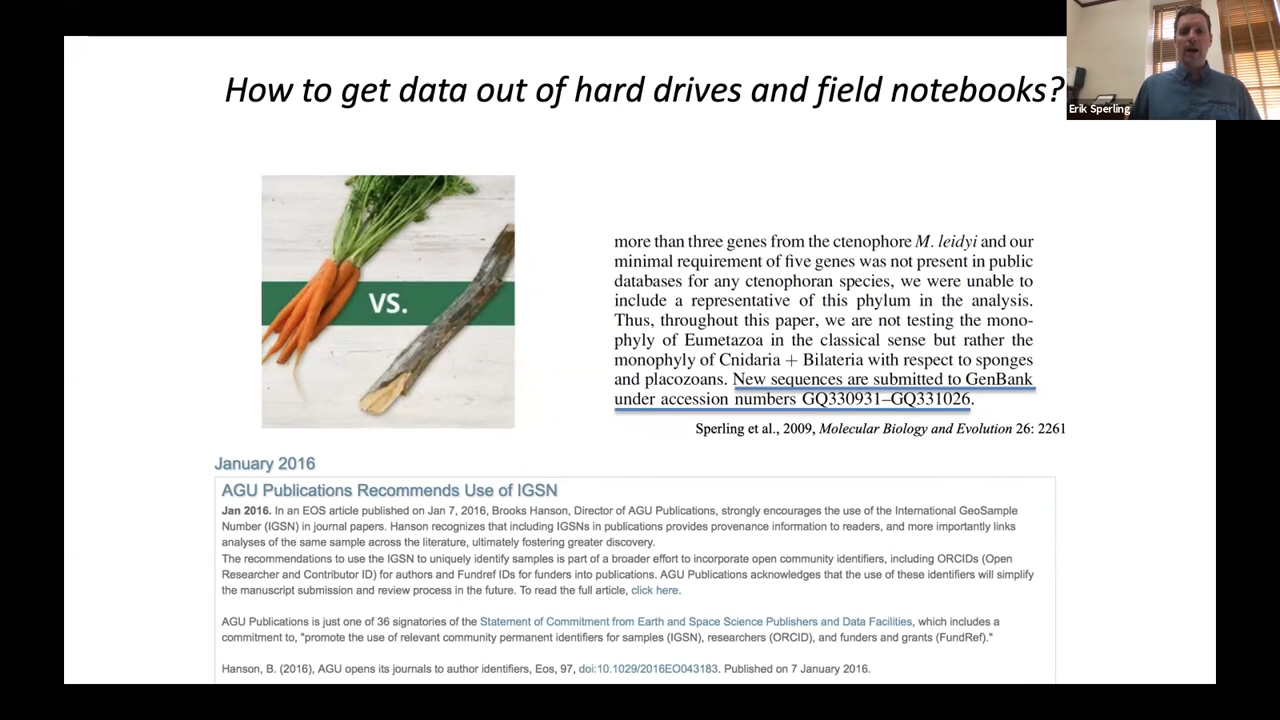 How to get data out of hard drives and field notebooks?
Erik Sperling
VS.
more than three genes from the ctenophore M. leidyi and our
minimal requirement of five genes was not present in public
databases for any ctenophoran species, we were unable to
include a representative of this phylum in the analysis.
Thus, throughout this paper, we are not testing the mono-
phyly of Eumetazoa in the classical sense but rather the
monophyly of Cnidaria + Bilateria with respect to sponges
and placozoans. New sequences are submitted to GenBank
under accession numbers GQ330931–GQ331026.
Sperling et al., 2009, Molecular Biology and Evolution 26: 2261
January 2016
AGU Publications Recommends Use of IGSN
Jan 2016. In an EOS article published on Jan 7, 2016, Brooks Hanson, Director of AGU Publications, strongly encourages the use of the International GeoSample
Number (IGSN) in journal papers. Hanson recognizes that including IGSNs in publications provides provenance information to readers, and more importantly links
analyses of the same sample across the literature, ultimately fostering greater discovery.
The recommendations to use the IGSN to uniquely identify samples is part of a broader effort to incorporate open community identifiers, including ORCIDs (Open
Researcher and Contributor ID) for authors and Fundref IDs for funders into publications. AGU Publications acknowledges that the use of these identifiers will simplify
the manuscript submission and review process in the future. To read the full article, click here.
AGU Publications is just one of 36 signatories of the Statement of Commitment from Earth and Space Science Publishers and Data Facilities, which includes a
commitment to, "promote the use of relevant community permanent identifiers for samples (IGSN), researchers (ORCID), and funders and grants (FundRef)."
Hanson, B. (2016), AGU opens its journals to author identifiers, Eos, 97, doi:10.1029/2016EO043183. Published on 7 January 2016.